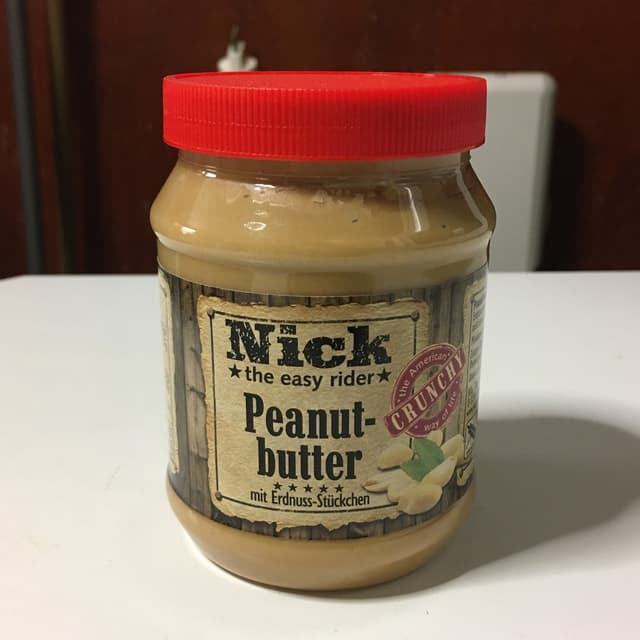 Nick
★the easy rider★
Peanut-
butter
★★★★★
mit Erdnuss-Stückchen
the American
CRUNCHY
way of life